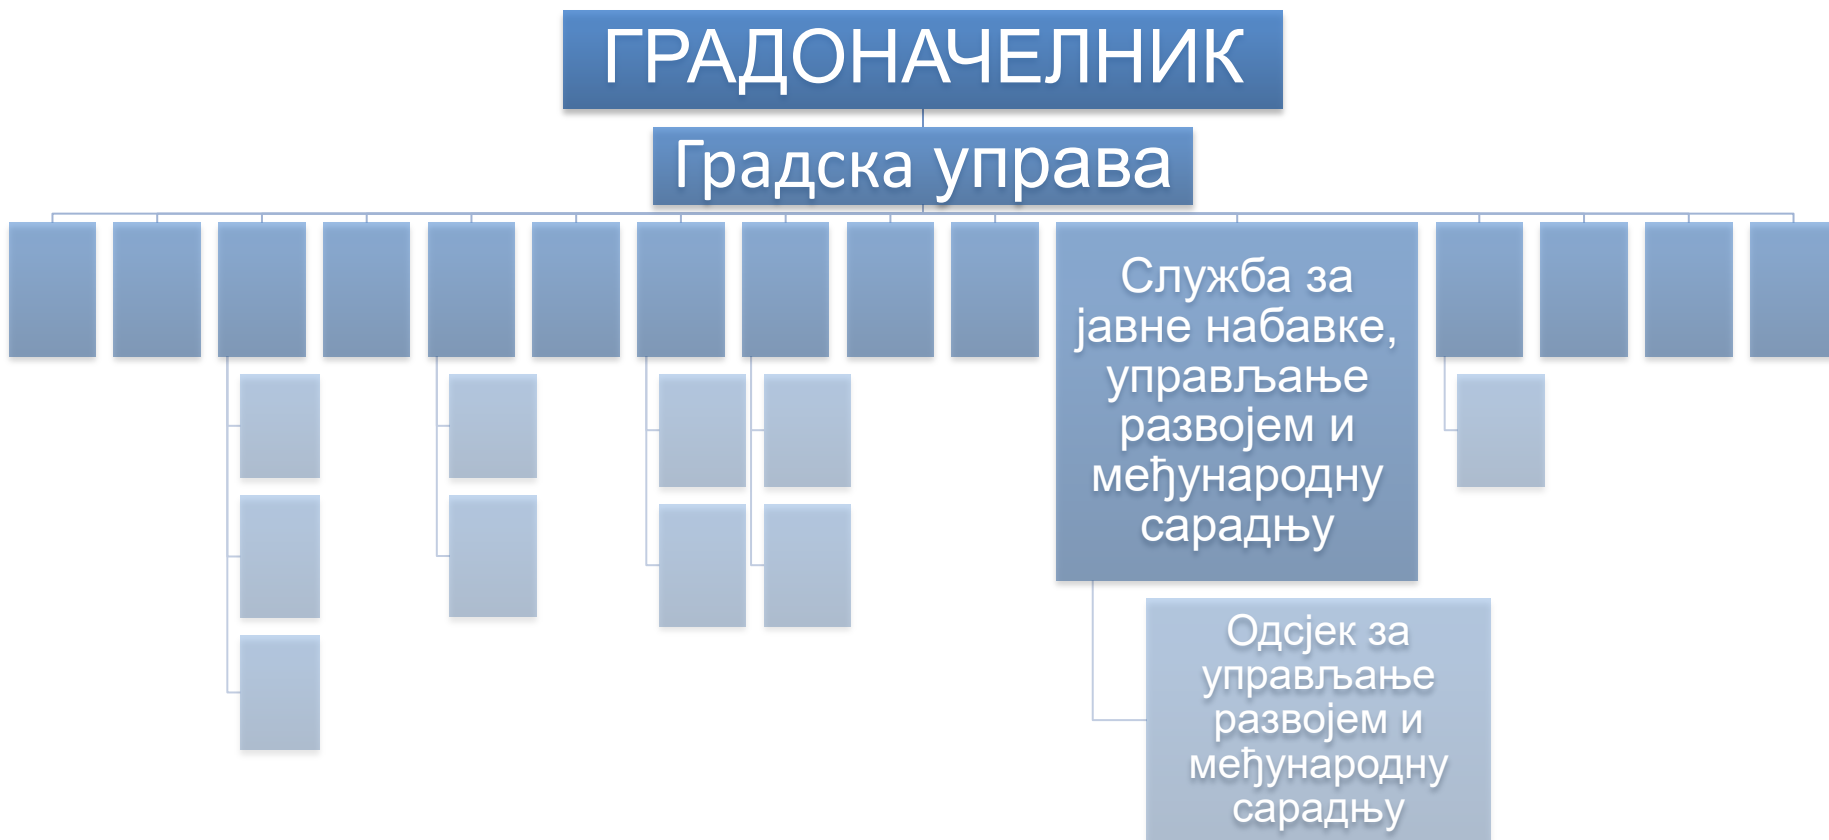 ГРАДОНАЧЕЛНИК
Градска управа
Служба за
јавне набавке,
управљање
развојем и
међународну
сарадњу
Одсјек за
управљање
развојем и
међународну
сарадњу